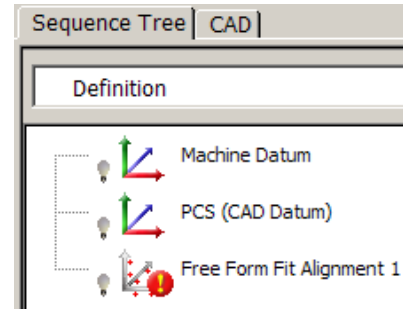 Sequence Tree CAD
Definition
Machine Datum
PCS (CAD Datum)
Free Form Fit Alignment 1